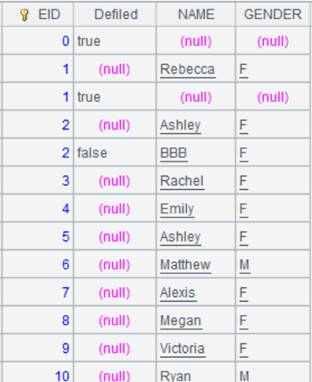 EID Defiled NAME GENDER
0 true (null) (null)
1 (null) Rebecca F
1 true (null) (null)
2 (null) Ashley F
2 false BBB F
3 (null) Rachel F
4 (null) Emily F
5 (null) Ashley F
6 (null) Matthew M
7 (null) Alexis F
8 (null) Megan F
9 (null) Victoria F
10 (null) Ryan M